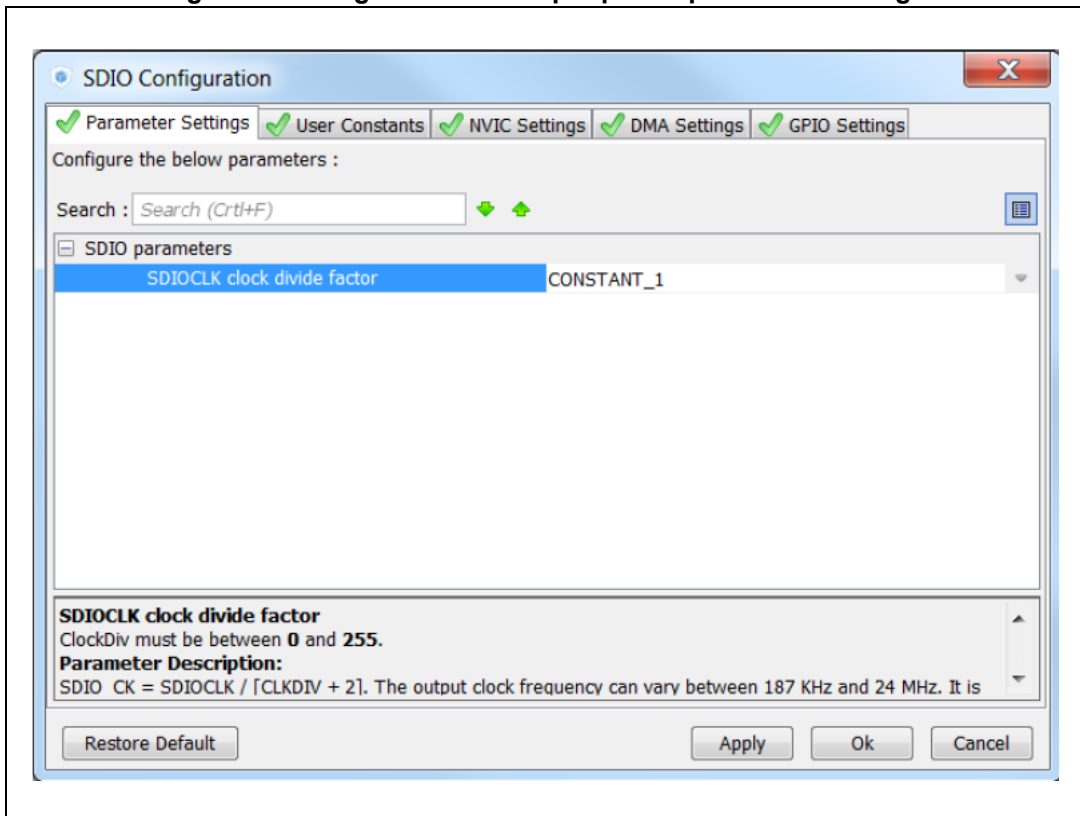 SDIO Configuration
X
Parameter Settings User Constants NVIC Settings DMA Settings GPIO Settings
Configure the below parameters :
Search : Search (Crtl+F)
SDIO parameters
SDIOCLK clock divide factor CONSTANT_1
SDIOCLK clock divide factor
ClockDiv must be between 0 and 255.
Parameter Description:
SDIO_CK = SDIOCLK / [CLKDIV + 2]. The output clock frequency can vary between 187 KHz and 24 MHz. It is
Restore Default Apply Ok Cancel